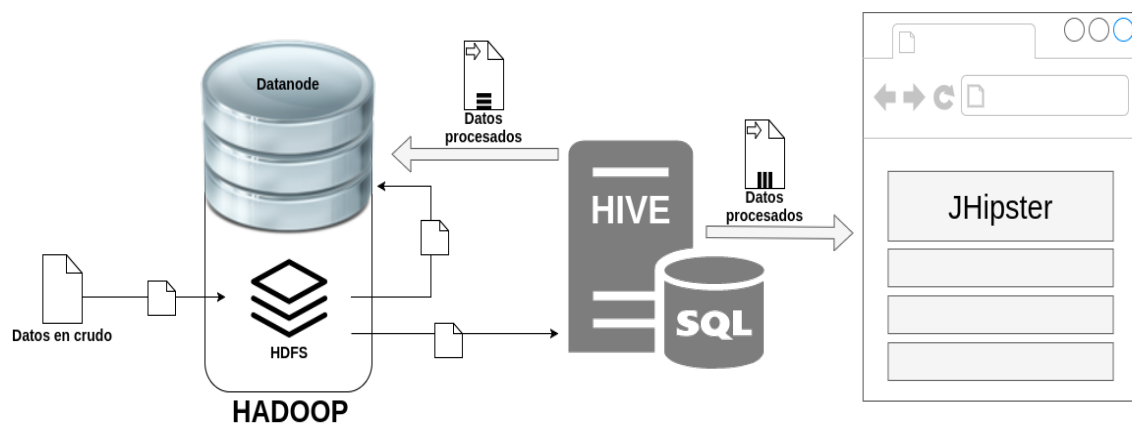 Datanode
Datos
procesados
Datos
procesados
HIVE
SQL
JHipster
Datos en crudo
HDFS
HADOOP